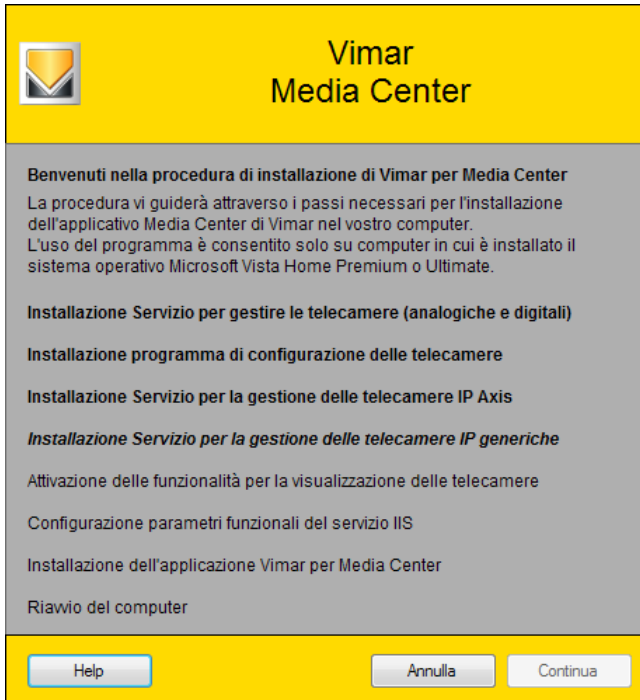 Vimar
Media Center
Benvenuti nella procedura di installazione di Vimar per Media Center
La procedura vi guiderà attraverso i passi necessari per l'installazione
dell'applicativo Media Center di Vimar nel vostro computer.
L'uso del programma è consentito solo su computer in cui è installato il
sistema operativo Microsoft Vista Home Premium o Ultimate.
Installazione Servizio per gestire le telecamere (analogiche e digitali)
Installazione programma di configurazione delle telecamere
Installazione Servizio per la gestione delle telecamere IP Axis
Installazione Servizio per la gestione delle telecamere IP generiche
Attivazione delle funzionalità per la visualizzazione delle telecamere
Configurazione parametri funzionali del servizio IIS
Installazione dell'applicazione Vimar per Media Center
Riavvio del computer
Help Annulla Continua